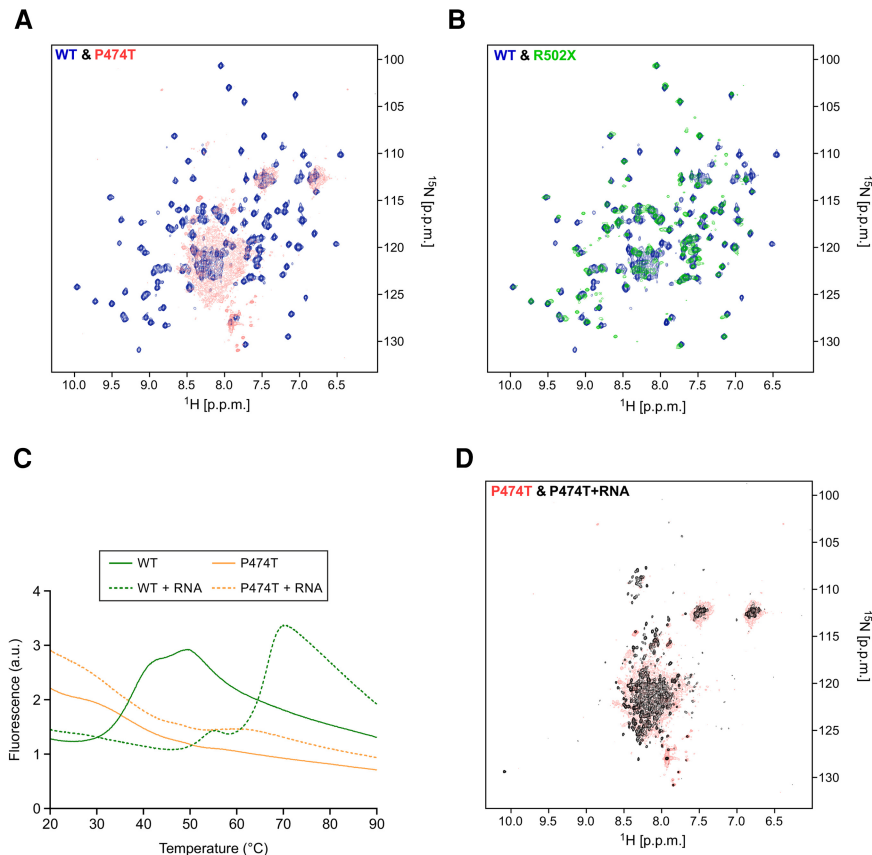 A
WT & P474T
100
105
110
115
120
125
130
15N [p.p.m.]
10.0 9.5 9.0 8.5 8.0 7.5 7.0 6.5
1H [p.p.m.]
B
WT & R502X
100
105
110
115
120
125
130
15N [p.p.m.]
10.0 9.5 9.0 8.5 8.0 7.5 7.0 6.5
1H [p.p.m.]
C
WT P474T
WT + RNA P474T + RNA
4
3
2
1
0
Fluorescence (a.u.)
20 30 40 50 60 70 80 90
Temperature (°C)
D
P474T & P474T+RNA
100
110
115
120
125
130
15N [p.p.m.]
10.0 9.5 9.0 8.5 8.0 7.5 7.0 6.5
1H [p.p.m.]